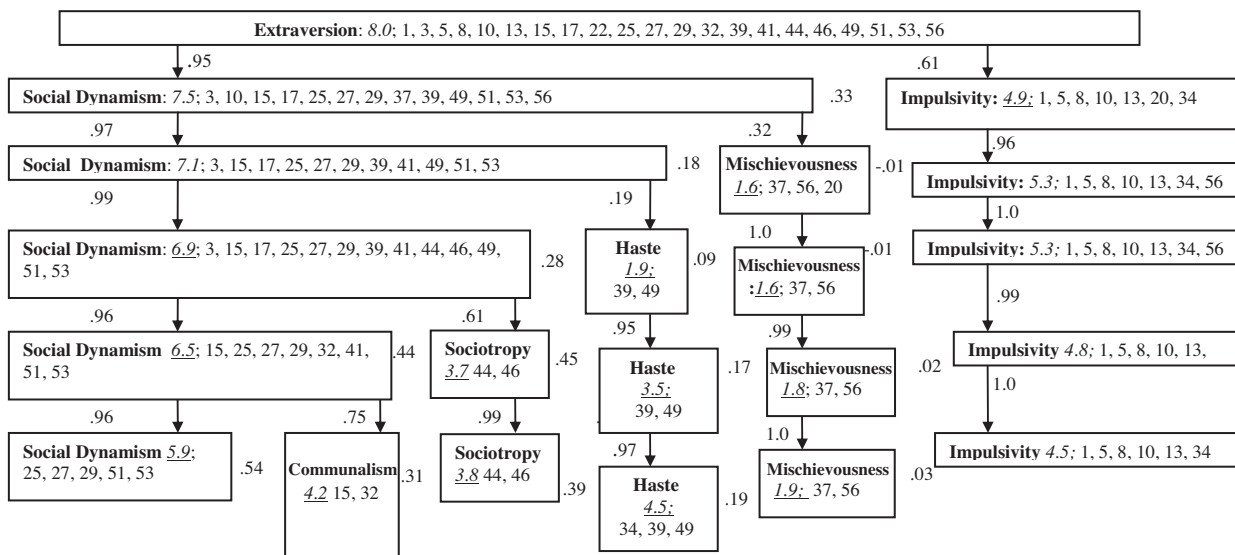 Extraversion: 8.0; 1, 3, 5, 8, 10, 13, 15, 17, 22, 25, 27, 29, 32, 39, 41, 44, 46, 49, 51, 53, 56
.95
.61
Social Dynamism: 7.5; 3, 10, 15, 17, 25, 27, 29, 37, 39, 49, 51, 53, 56
.33
Impulsivity: 4.9; 1, 5, 8, 10, 13, 20, 34
.97
.32
.96
Social Dynamism: 7.1; 3, 15, 17, 25, 27, 29, 39, 41, 49, 51, 53
.18
Mischievousness
1.6; 37, 56, 20
-.01
Impulsivity: 5.3; 1, 5, 8, 10, 13, 34, 56
.99
.19
1.0
1.0
Social Dynamism: 6.9; 3, 15, 17, 25, 27, 29, 39, 41, 44, 46, 49,
51, 53
.28
Haste
1.9;
39, 49
.09
Mischievousness
:1.6; 37, 56
-.01
Impulsivity: 5.3; 1, 5, 8, 10, 13, 34, 56
.96
.61
.95
.99
.99
Social Dynamism 6.5; 15, 25, 27, 29, 32, 41,
51, 53
.44
Sociotropy
3.7 44, 46
.45
Haste
3.5;
39, 49
.17
Mischievousness
1.8; 37, 56
.02
Impulsivity 4.8; 1, 5, 8, 10, 13,
.96
.75
.99
.97
1.0
1.0
Social Dynamism 5.9;
25, 27, 29, 51, 53
.54
Communalism
4.2 15, 32
.31
Sociotropy
3.8 44, 46
.39
Haste
4.5;
34, 39, 49
.19
Mischievousness
1.9; 37, 56
.03
Impulsivity 4.5; 1, 5, 8, 10, 13, 34